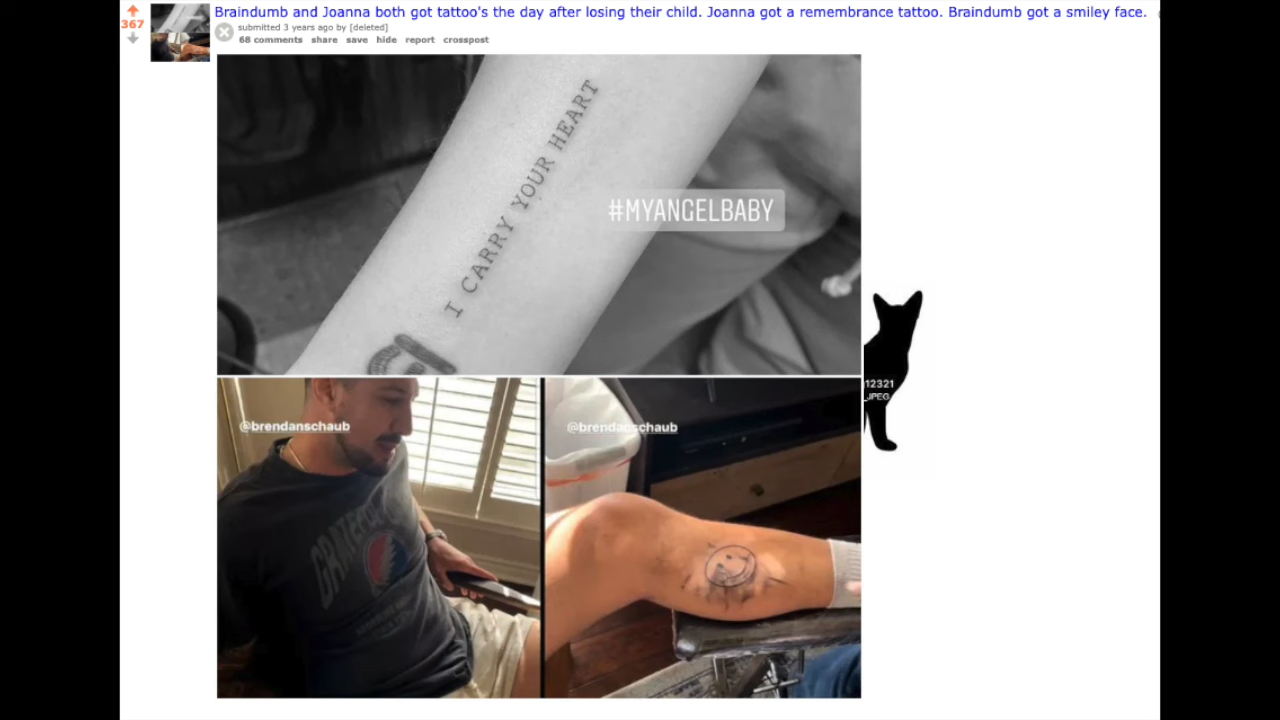 Braindumb and Joanna both got tattoo's the day after losing their child. Joanna got a remembrance tattoo. Braindumb got a smiley face.
367
submitted 3 years ago by [deleted]
68 comments share save hide report crosspost
I CARRY YOUR HEART
#MYANGELBABY
12321
.JPEG
@brendanschaub
@brendanschaub
GRATEFUL